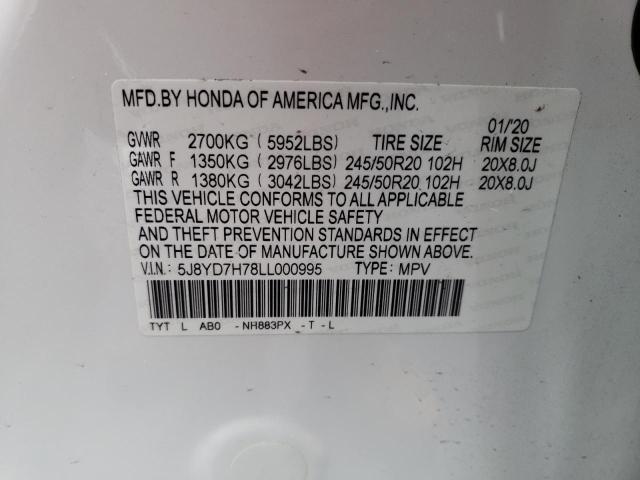 MFD.BY HONDA OF AMERICA MFG.,INC.
01/'20
GVWR 2700KG (5952LBS) TIRE SIZE RIM SIZE
GAWR F 1350KG (2976LBS) 245/50R20 102H 20X8.0J
GAWR R 1380KG (3042LBS) 245/50R20 102H 20X8.0J
THIS VEHICLE CONFORMS TO ALL APPLICABLE
FEDERAL MOTOR VEHICLE SAFETY
AND THEFT PREVENTION STANDARDS IN EFFECT
ON THE DATE OF MANUFACTURE SHOWN ABOVE.
V.I.N.: 5J8YD7H78LL000995 TYPE: MPV
TYT L AB0 -NH883PX -T-L